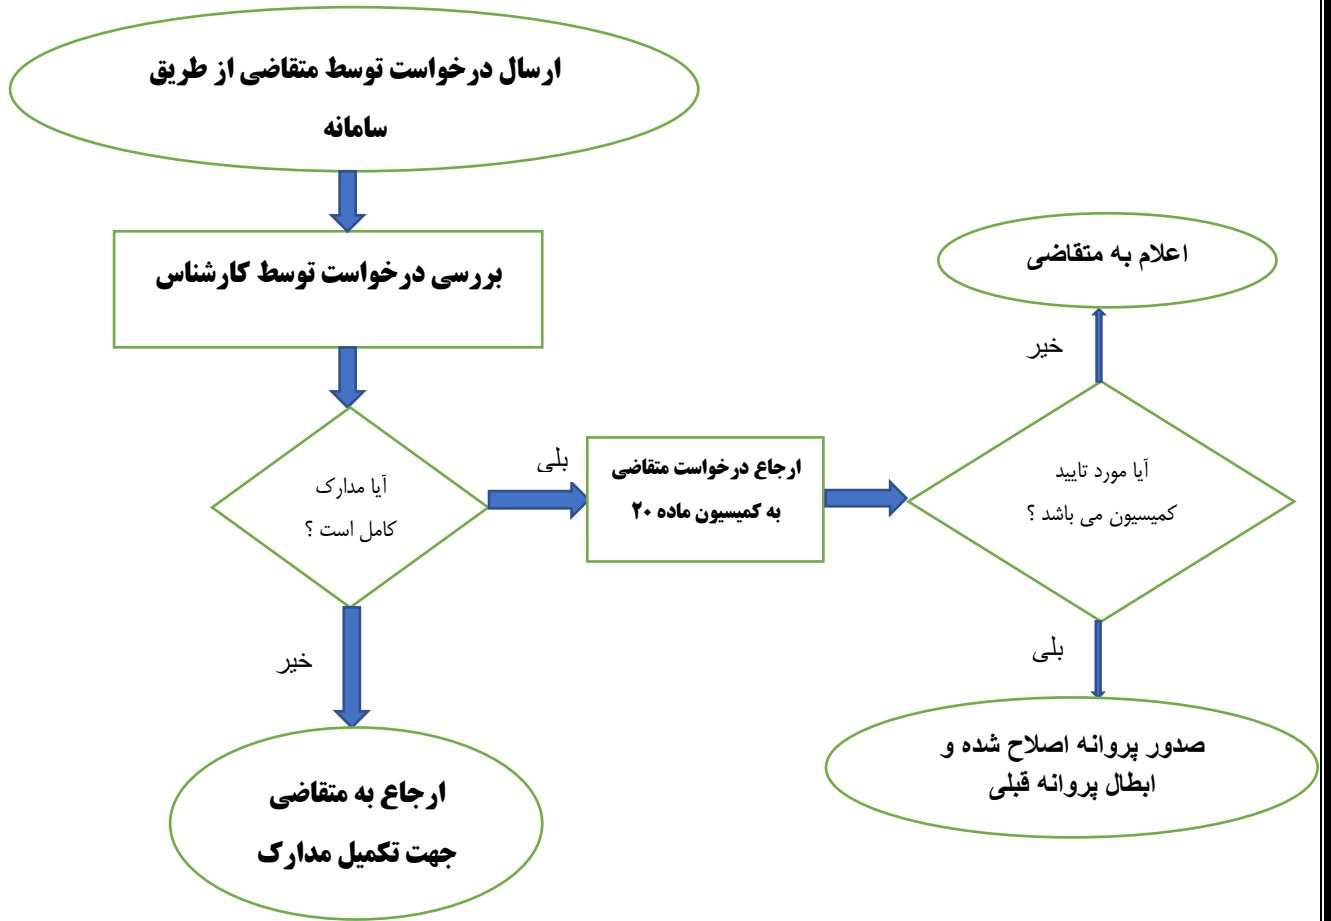 ارسال درخواست توسط متقاضی از طریق
سامانه
بررسی درخواست توسط کارشناس
آیا مدارک
کامل است ؟
بلی
خیر
ارجاع به متقاضی
جهت تکمیل مدارک
ارجاع درخواست متقاضی
به کمیسیون ماده ۲۰
آیا مورد تایید
کمیسیون می باشد ؟
خیر
اعلام به متقاضی
بلی
صدور پروانه اصلاح شده و
ابطال پروانه قبلی